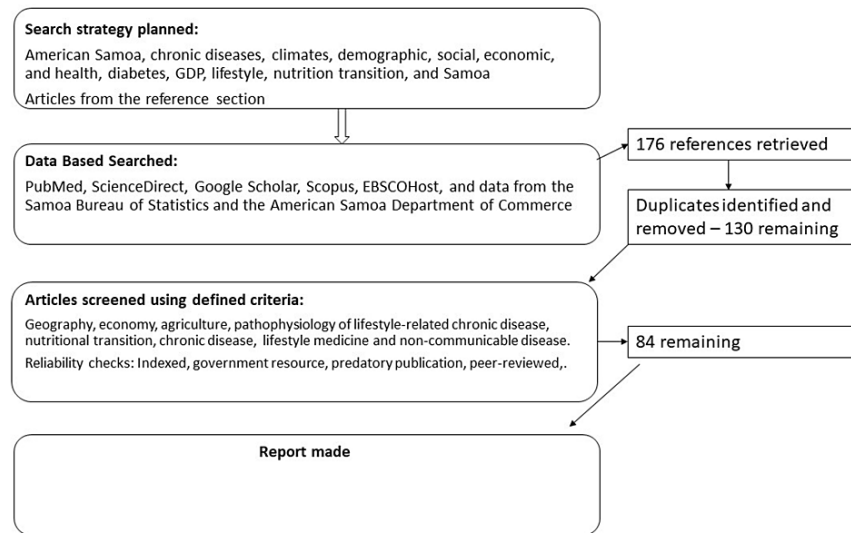 Search strategy planned:
American Samoa, chronic diseases, climates, demographic, social, economic,
and health, diabetes, GDP, lifestyle, nutrition transition, and Samoa
Articles from the reference section
Data Based Searched:
PubMed, ScienceDirect, Google Scholar, Scopus, EBSCOHost, and data from the
Samoa Bureau of Statistics and the American Samoa Department of Commerce
176 references retrieved
Duplicates identified and
removed – 130 remaining
Articles screened using defined criteria:
Geography, economy, agriculture, pathophysiology of lifestyle-related chronic disease,
nutritional transition, chronic disease, lifestyle medicine and non-communicable disease.
Reliability checks: Indexed, government resource, predatory publication, peer-reviewed,.
84 remaining
Report made